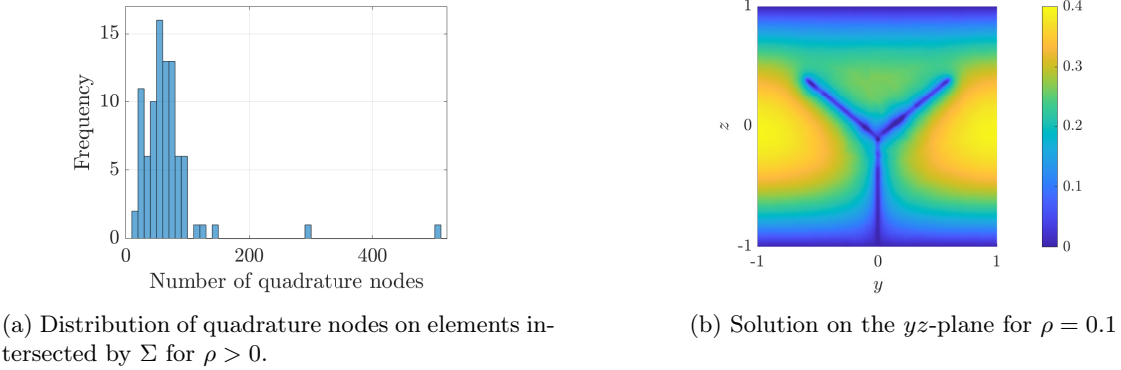 15
10
5
0
Frequency
0
200
400
Number of quadrature nodes
(a) Distribution of quadrature nodes on elements in-
tersected by Σ for ρ > 0.
1
0
-1
z
-1
0
1
y
0.4
0.3
0.2
0.1
0
(b) Solution on the yz-plane for ρ = 0.1